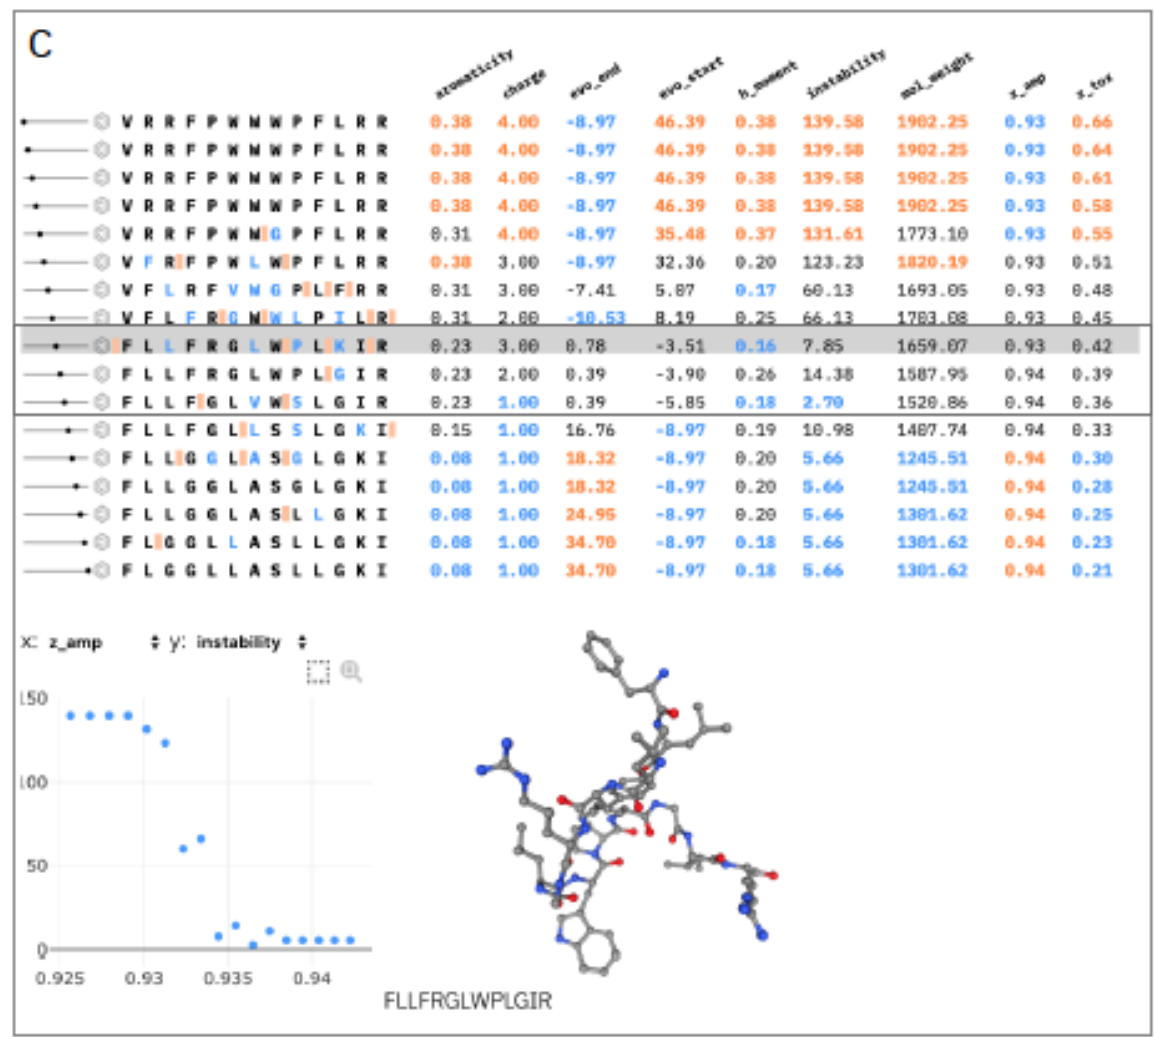 C
aromaticity charge evo_end evo_start h_moment instability mol_weight z_amp z_tox
V R R F P W W W P F L R R 0.38 4.00 -8.97 46.39 0.38 139.58 1902.25 0.93 0.66
V R R F P W W W P F L R R 0.38 4.00 -8.97 46.39 0.38 139.58 1902.25 0.93 0.64
V R R F P W W W P F L R R 0.38 4.00 -8.97 46.39 0.38 139.58 1902.25 0.93 0.61
V R R F P W W W P F L R R 0.38 4.00 -8.97 46.39 0.38 139.58 1902.25 0.93 0.58
V R R F P W W G P F L R R 0.31 4.00 -8.97 35.48 0.37 131.61 1773.10 0.93 0.55
V F R F P W L W P F L R R 0.38 3.00 -8.97 32.36 0.20 123.23 1820.19 0.93 0.51
V F L R F V W G P L F R R 0.31 3.00 -7.41 5.07 0.17 60.13 1693.05 0.93 0.48
V F L F R G W W L P I L R 0.31 2.00 -10.53 8.19 0.25 66.13 1703.08 0.93 0.45
F L L F R G L W P L K I R 0.23 3.00 0.78 -3.51 0.16 7.85 1659.07 0.93 0.42
F L L F R G L W P L G I R 0.23 2.00 0.39 -3.90 0.26 14.38 1587.95 0.94 0.39
F L L F G L V W S L G I R 0.23 1.00 0.39 -5.85 0.18 2.70 1520.86 0.94 0.36
F L L F G L L S S L G K I 0.15 1.00 16.76 -8.97 0.19 10.98 1407.74 0.94 0.33
F L L G G L A S G L G K I 0.08 1.00 18.32 -8.97 0.20 5.66 1245.51 0.94 0.30
F L L G G L A S G L G K I 0.08 1.00 18.32 -8.97 0.20 5.66 1245.51 0.94 0.28
F L L G G L A S L L G K I 0.08 1.00 24.95 -8.97 0.20 5.66 1301.62 0.94 0.25
F L G G L L A S L L G K I 0.08 1.00 34.70 -8.97 0.18 5.66 1301.62 0.94 0.23
F L G G L L A S L L G K I 0.08 1.00 34.70 -8.97 0.18 5.66 1301.62 0.94 0.21
x: z_amp y: instability
150
100
50
0
0.925 0.93 0.935 0.94
FLLFRGLWPLGIR